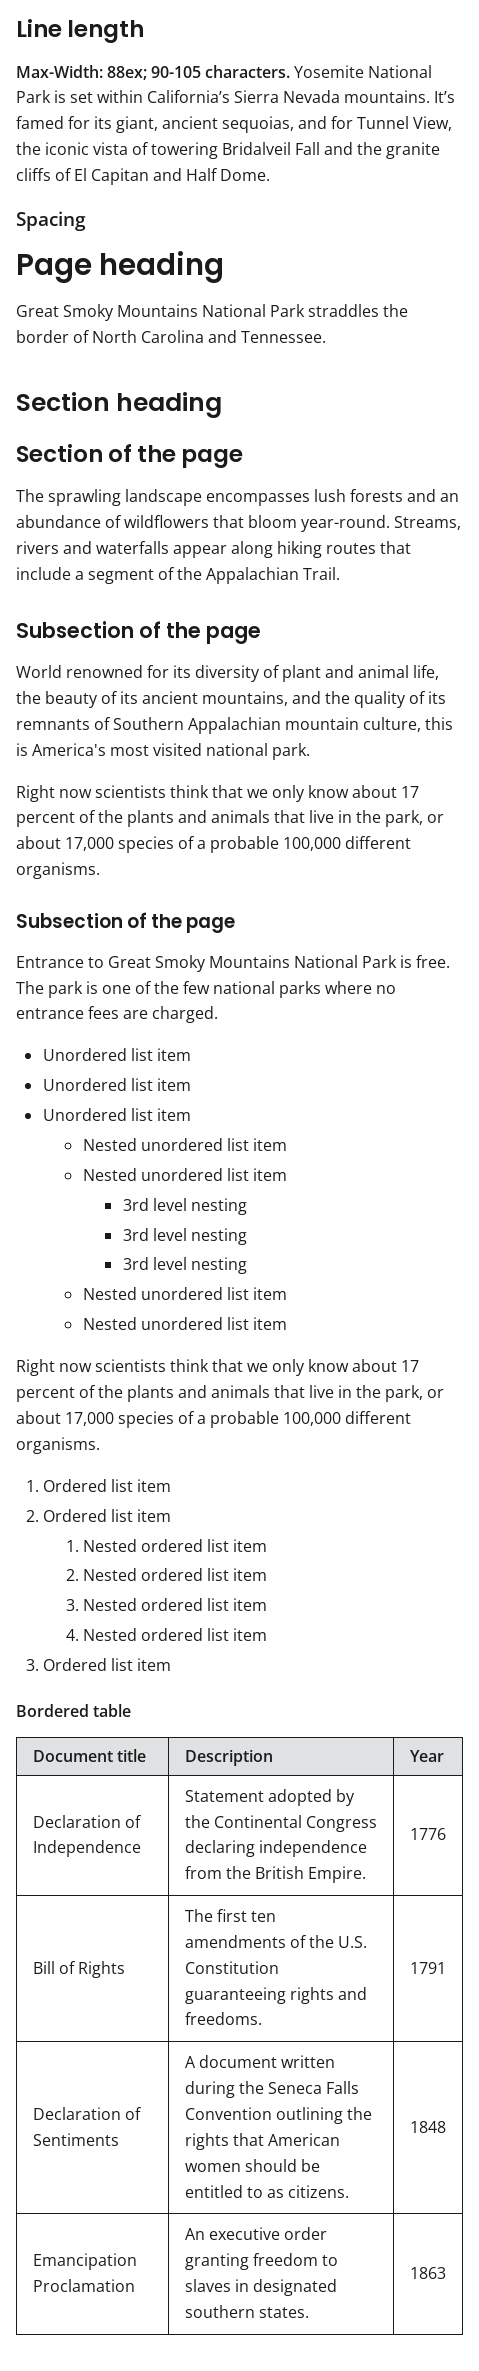 Line length
Max-Width: 88ex; 90-105 characters. Yosemite National
Park is set within California’s Sierra Nevada mountains. It’s
famed for its giant, ancient sequoias, and for Tunnel View,
the iconic vista of towering Bridalveil Fall and the granite
cliffs of El Capitan and Half Dome.
Spacing
Page heading
Great Smoky Mountains National Park straddles the
border of North Carolina and Tennessee.
Section heading
Section of the page
The sprawling landscape encompasses lush forests and an
abundance of wildflowers that bloom year-round. Streams,
rivers and waterfalls appear along hiking routes that
include a segment of the Appalachian Trail.
Subsection of the page
World renowned for its diversity of plant and animal life,
the beauty of its ancient mountains, and the quality of its
remnants of Southern Appalachian mountain culture, this
is America's most visited national park.
Right now scientists think that we only know about 17
percent of the plants and animals that live in the park, or
about 17,000 species of a probable 100,000 different
organisms.
Subsection of the page
Entrance to Great Smoky Mountains National Park is free.
The park is one of the few national parks where no
entrance fees are charged.
• Unordered list item
• Unordered list item
• Unordered list item
◦ Nested unordered list item
◦ Nested unordered list item
▪ 3rd level nesting
▪ 3rd level nesting
▪ 3rd level nesting
◦ Nested unordered list item
◦ Nested unordered list item
Right now scientists think that we only know about 17
percent of the plants and animals that live in the park, or
about 17,000 species of a probable 100,000 different
organisms.
1. Ordered list item
2. Ordered list item
1. Nested ordered list item
2. Nested ordered list item
3. Nested ordered list item
4. Nested ordered list item
3. Ordered list item
Bordered table
Document title Description Year
Declaration of
Independence
Statement adopted by
the Continental Congress
declaring independence
from the British Empire.
1776
Bill of Rights
The first ten
amendments of the U.S.
Constitution
guaranteeing rights and
freedoms.
1791
Declaration of
Sentiments
A document written
during the Seneca Falls
Convention outlining the
rights that American
women should be
entitled to as citizens.
1848
Emancipation
Proclamation
An executive order
granting freedom to
slaves in designated
southern states.
1863